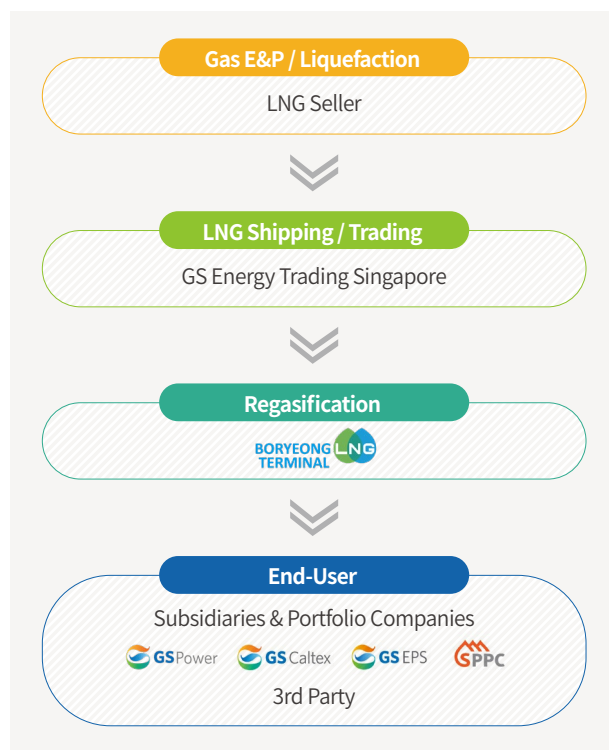 Gas E&P / Liquefaction
LNG Seller
LNG Shipping / Trading
GS Energy Trading Singapore
Regasification
BORYEONG LNG
TERMINAL
End-User
Subsidiaries & Portfolio Companies
GS Power GS Caltex GS EPS SPPC
3rd Party